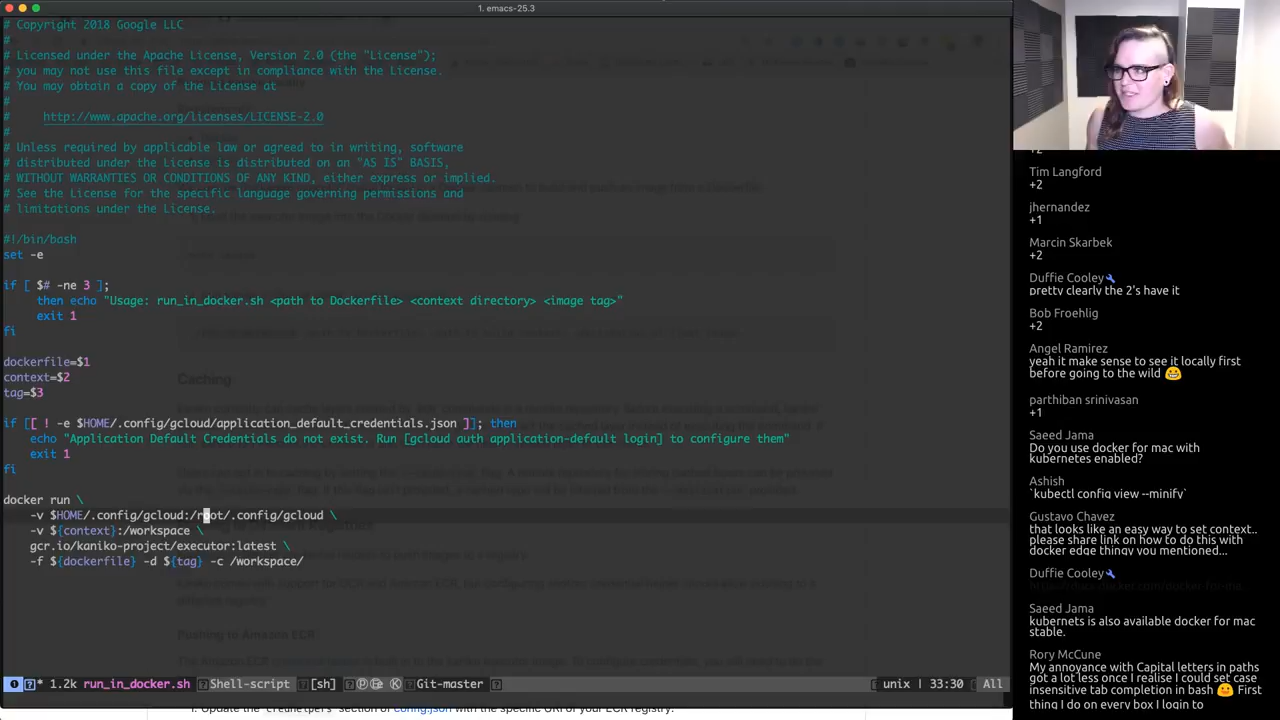 1. emacs-25.3
# Copyright 2018 Google LLC
#
# Licensed under the Apache License, Version 2.0 (the "License");
# you may not use this file except in compliance with the License.
# You may obtain a copy of the License at
#
#     http://www.apache.org/licenses/LICENSE-2.0
#
# Unless required by applicable law or agreed to in writing, software
# distributed under the License is distributed on an "AS IS" BASIS,
# WITHOUT WARRANTIES OR CONDITIONS OF ANY KIND, either express or implied.
# See the License for the specific language governing permissions and
# limitations under the License.
#!/bin/bash
set -e
if [ $# -ne 3 ];
     then echo "Usage: run_in_docker.sh <path to Dockerfile> <context directory> <image tag>"
     exit 1
fi
dockerfile=$1
context=$2
tag=$3
if [[ ! -e $HOME/.config/gcloud/application_default_credentials.json ]]; then
    echo "Application Default Credentials do not exist. Run [gcloud auth application-default login] to configure them"
    exit 1
fi
docker run \
    -v $HOME/.config/gcloud:/root/.config/gcloud \
    -v ${context}:/workspace \
    gcr.io/kaniko-project/executor:latest \
    -f ${dockerfile} -d ${tag} -c /workspace/
Caching
Pushing to Amazon ECR
1.2k run_in_docker.sh Shell-script [sh] Git-master unix | 33:30 All
+2
Tim Langford
+2
jhernandez
+1
Marcin Skarbek
+2
Duffie Cooley
pretty clearly the 2's have it
Bob Froehlig
+2
Angel Ramirez
yeah it make sense to see it locally first
before going to the wild 😄
parthiban srinivasan
+1
Saeed Jama
Do you use docker for mac with
kubernetes enabled?
Ashish
`kubectl config view --minify`
Gustavo Chavez
that looks like an easy way to set context..
please share link on how to do this with
docker edge thingy you mentioned...
Duffie Cooley
Saeed Jama
kubernets is also available docker for mac
stable.
Rory McCune
My annoyance with Capital letters in paths
got a lot less once I realise I could set case
insensitive tab completion in bash 😃 First
thing I do on every box I login to